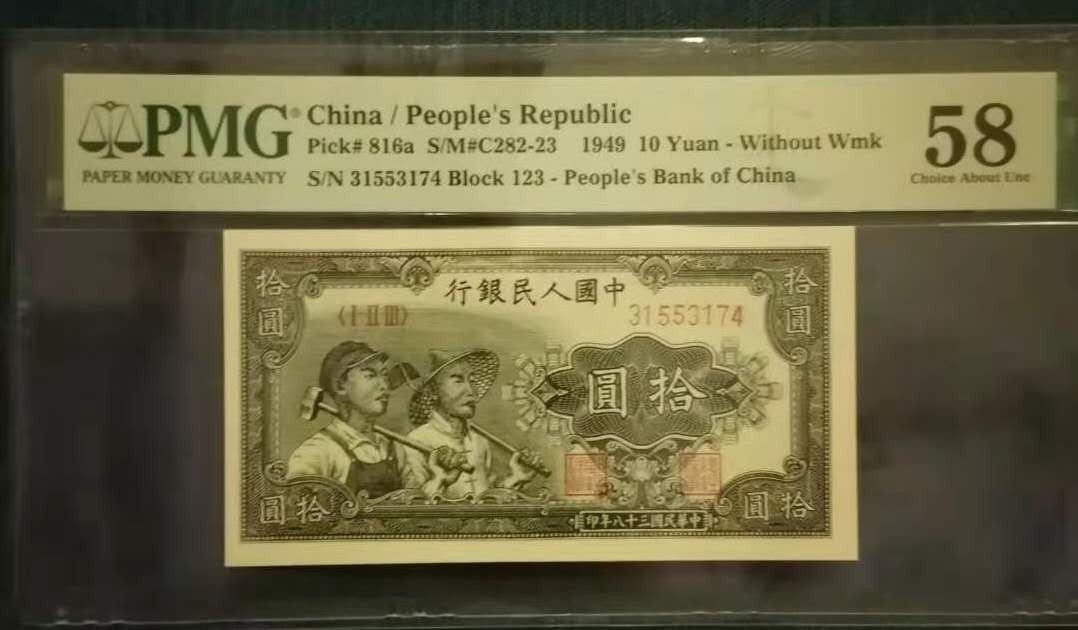 PMG®
PAPER MONEY GUARANTY
China / People's Republic
Pick# 816a S/M#C282-23 1949 10 Yuan - Without Wmk
S/N 31553174 Block 123 - People's Bank of China
58
Choice About Unc
中國人民銀行
拾圓
拾圓
〈I II III〉
31553174
拾圓
拾圓
拾圓
中華民國三十八年印